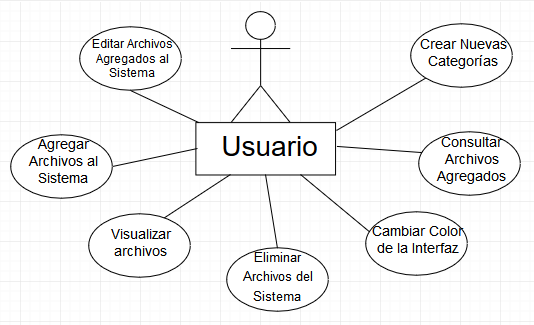 Editar Archivos
Agregados al
Sistema
Crear Nuevas
Categorías
Usuario
Agregar
Archivos al
Sistema
Consultar
Archivos
Agregados
Visualizar
archivos
Cambiar Color
de la Interfaz
Eliminar
Archivos del
Sistema